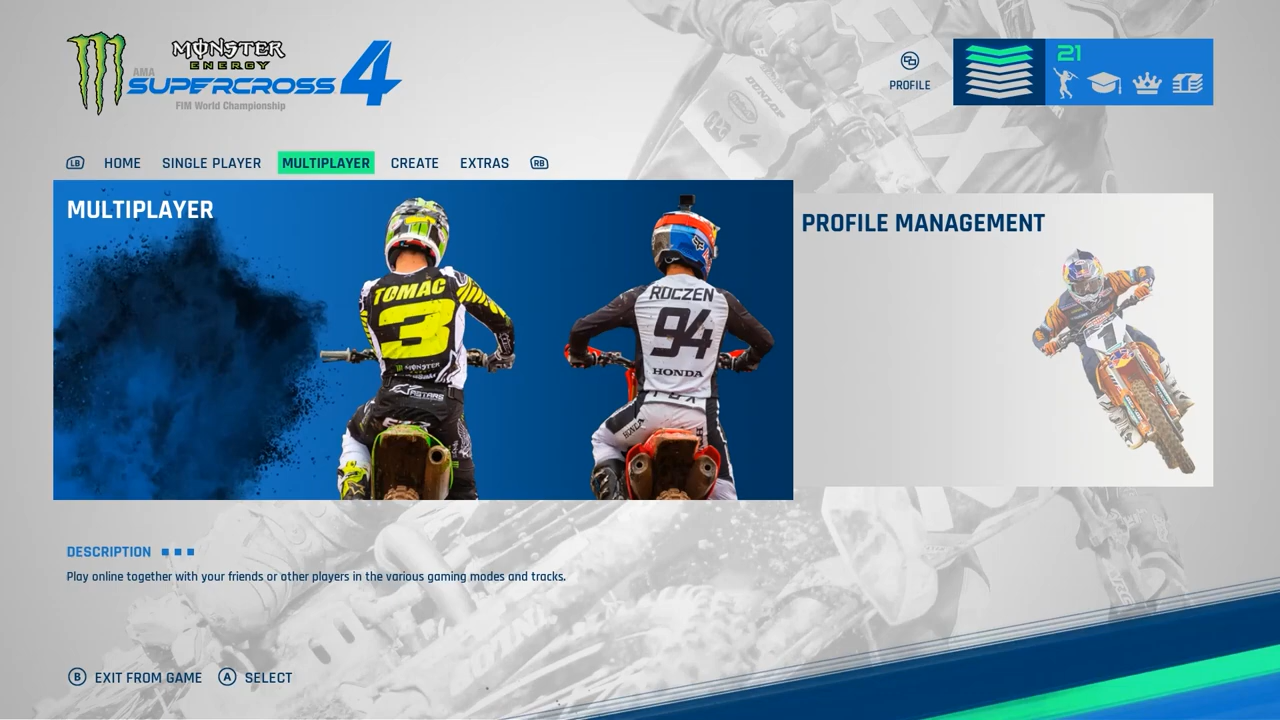 MONSTER
ENERGY
AMA
SUPERCROSS 4
FIM World Championship
PROFILE
21
LB
HOME
SINGLE PLAYER
MULTIPLAYER
CREATE
EXTRAS
RB
MULTIPLAYER
PROFILE MANAGEMENT
TOMAC
3
ROCZEN
94
HONDA
1
DUNLOP
DESCRIPTION
Play online together with your friends or other players in the various gaming modes and tracks.
B EXIT FROM GAME
A SELECT